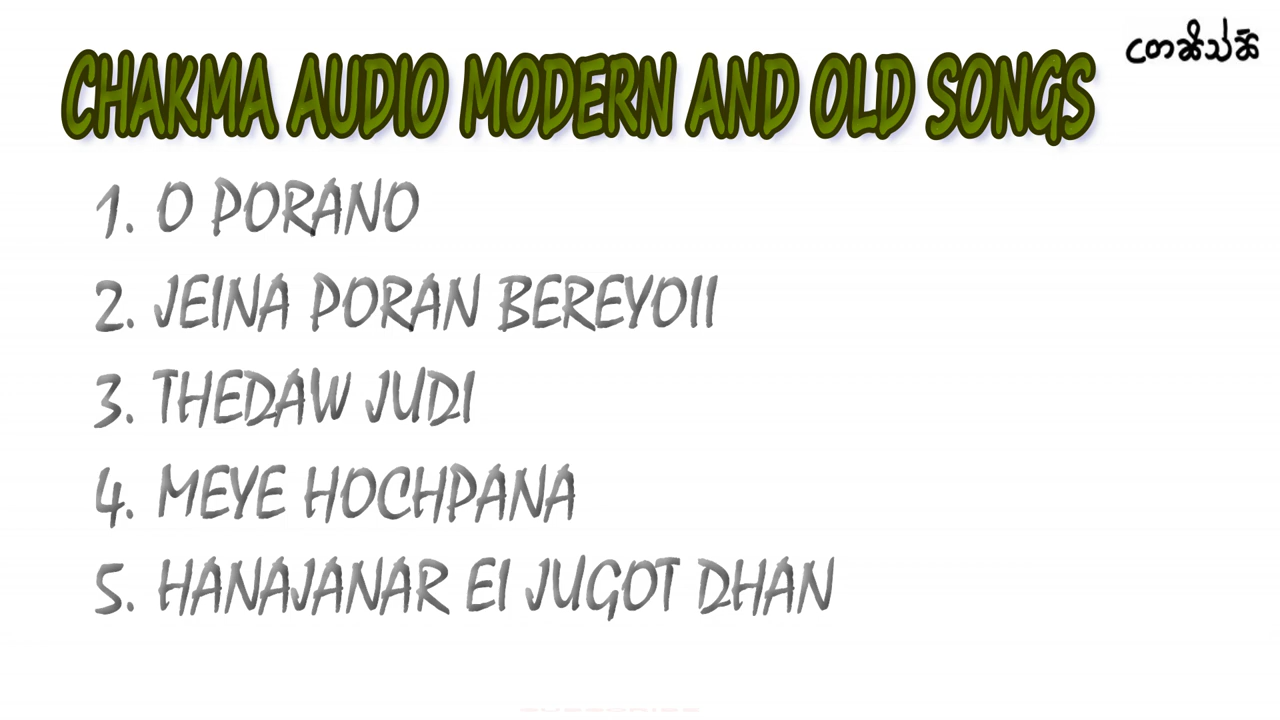 CHAKMA AUDIO MODERN AND OLD SONGS
1. O PORANO
2. JEINA PORAN BEREYOII
3. THEDAW JUDI
4. MEYE HOCHPANA
5. HANAJANAR EI JUGOT DHAN